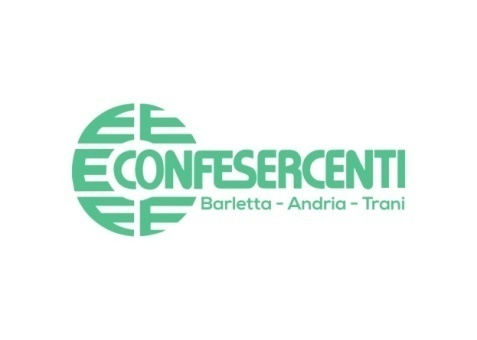 CONFESERCENTI
Barletta - Andria - Trani